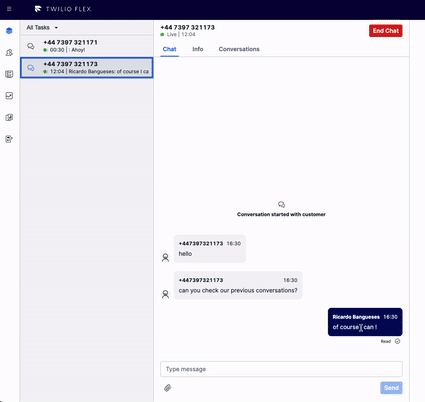 TWILIO FLEX
All Tasks
+44 7397 321171
00:30 | : Ahoy!
+44 7397 321173
12:04 | Ricardo Bangueses: of course I ca
+44 7397 321173
Live | 12:04
End Chat
Chat Info Conversations
Conversation started with customer
+447397321173 16:30
hello
+447397321173 16:30
can you check our previous conversations?
Ricardo Bangueses 16:30
of course I can !
Read
Type message
Send